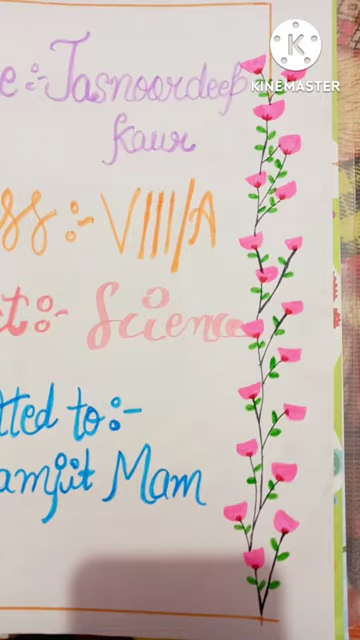 e :- Jasnoordeep
Kaur
ss :- VIII/A
t :- Science
tted to :-
amjit Mam
K
KINEMASTER